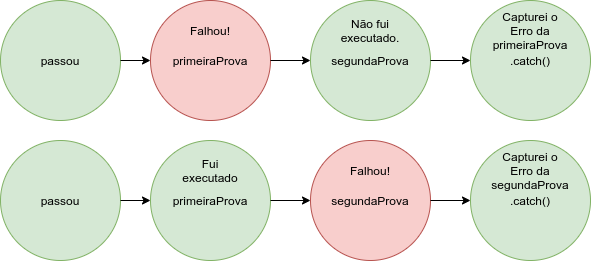 passou
Falhou!
primeiraProva
Não fui
executado.
segundaProva
Capturei o
Erro da
primeiraProva
.catch()
passou
Fui
executado
primeiraProva
Falhou!
segundaProva
Capturei o
Erro da
segundaProva
.catch()